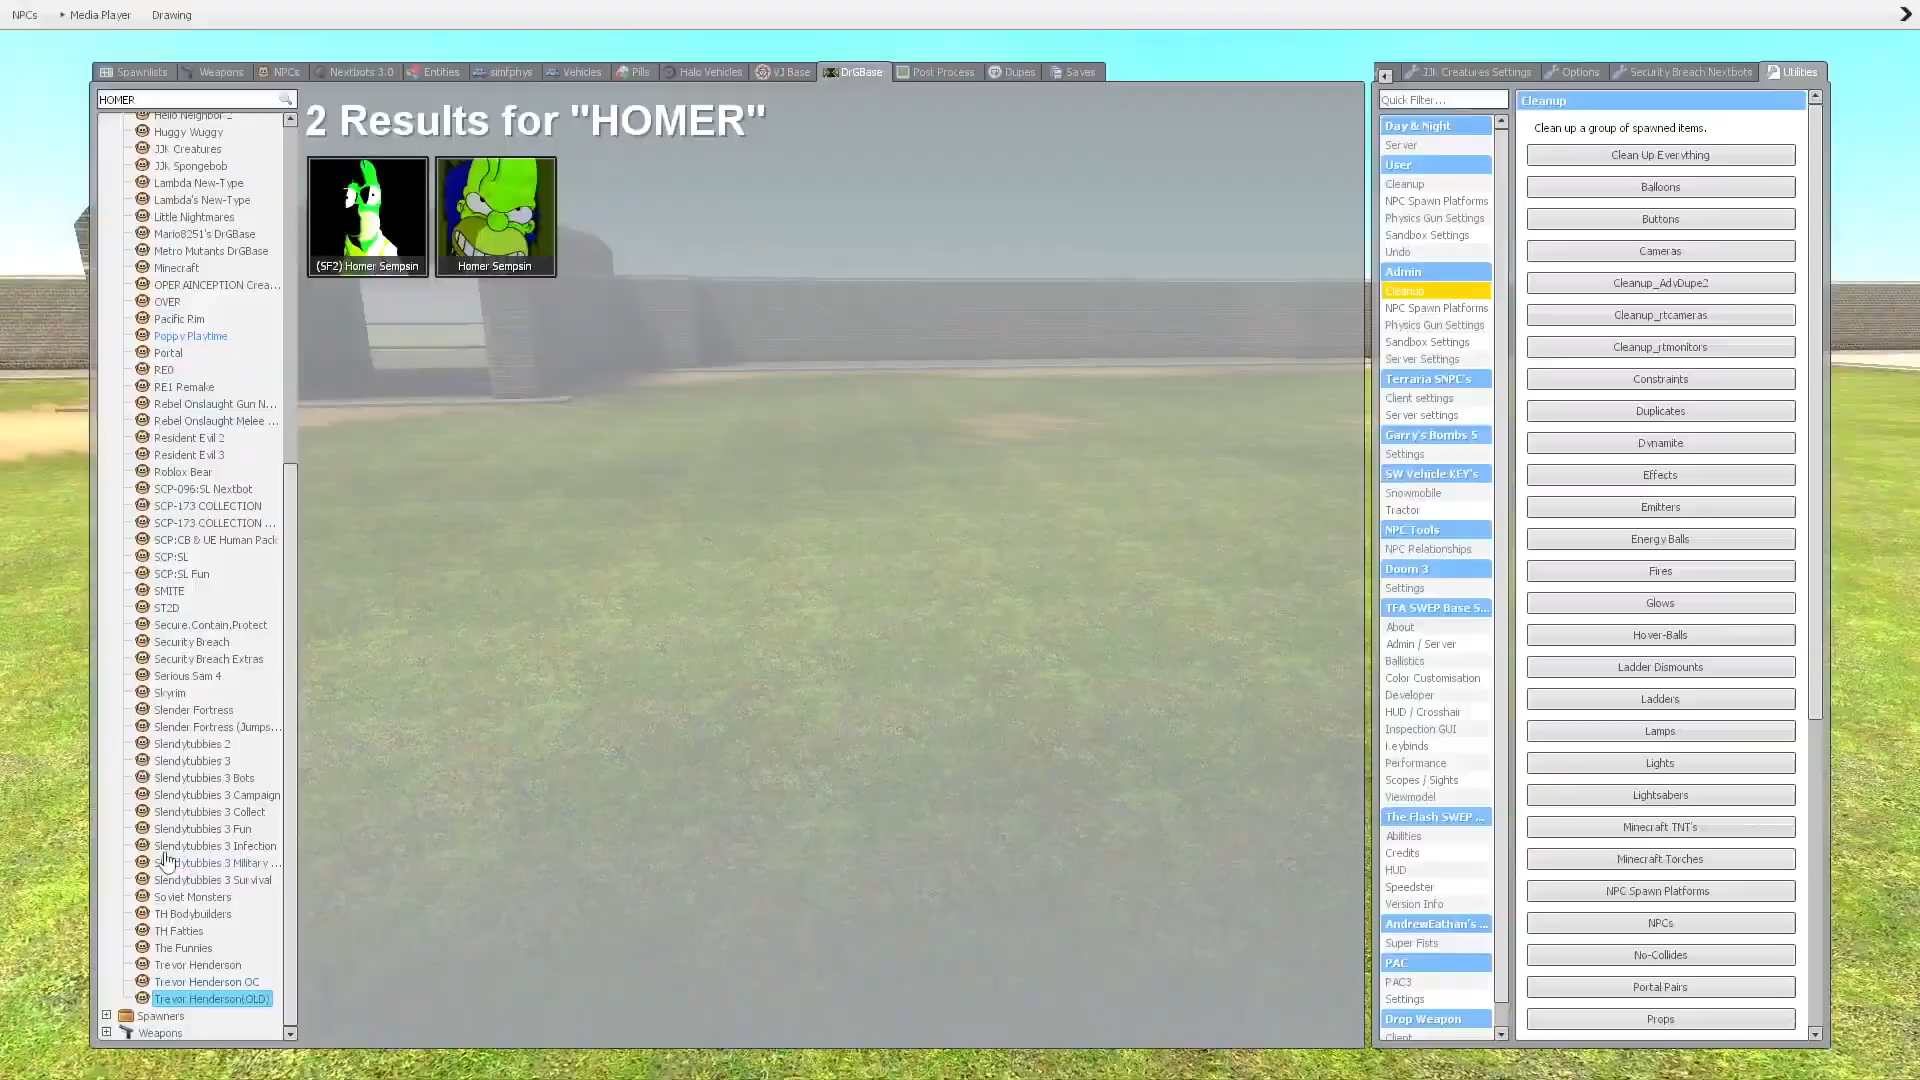 NPCs
Media Player
Drawing
Spawnlists
Weapons
NPCs
Nextbots 3.0
Entities
simfphys
Vehicles
Pills
Halo Vehicles
VJ Base
DrGBase
Post Process
Dupes
Saves
JJK Creatures Settings
Options
Security Breach Nextbots
Utilities
HOMER
Hello Neighbor 2
Huggy Wuggy
JJK Creatures
JJK Spongebob
Lambda New-Type
Lambda's New-Type
Little Nightmares
Mario8251's DrGBase
Metro Mutants DrGBase
Minecraft
OPERAINCEPTION Crea...
OVER
Pacific Rim
Poppy Playtime
Portal
RE0
RE1 Remake
Rebel Onslaught Gun N...
Rebel Onslaught Melee ...
Resident Evil 2
Resident Evil 3
Roblox Bear
SCP-096:SL Nextbot
SCP-173 COLLECTION
SCP-173 COLLECTION ...
SCP:CB & UE Human Pack
SCP:SL
SCP:SL Fun
SMITE
ST2D
Secure.Contain.Protect
Security Breach
Security Breach Extras
Serious Sam 4
Skyrim
Slender Fortress
Slender Fortress (Jumps...
Slendytubbies 2
Slendytubbies 3
Slendytubbies 3 Bots
Slendytubbies 3 Campaign
Slendytubbies 3 Collect
Slendytubbies 3 Fun
Slendytubbies 3 Infection
Slendytubbies 3 Military ...
Slendytubbies 3 Survival
Soviet Monsters
TH Bodybuilders
TH Fatties
The Funnies
Trevor Henderson
Trevor Henderson OC
Trevor Henderson(OLD)
Spawners
Weapons
2 Results for "HOMER"
(SF2) Homer Sempsin
Homer Sempsin
Quick Filter...
Day & Night
Server
User
Cleanup
NPC Spawn Platforms
Physics Gun Settings
Sandbox Settings
Undo
Admin
Cleanup
NPC Spawn Platforms
Physics Gun Settings
Sandbox Settings
Server Settings
Terraria SNPC's
Client settings
Server settings
Garry's Bombs 5
Settings
SW Vehicle KEY's
Snowmobile
Tractor
NPC Tools
NPC Relationships
Doom 3
Settings
TFA SWEP Base S...
About
Admin / Server
Ballistics
Color Customisation
Developer
HUD / Crosshair
Inspection GUI
Keybinds
Performance
Scopes / Sights
Viewmodel
The Flash SWEP ...
Abilities
Credits
HUD
Speedster
Version Info
AndrewEathan's ...
Super Fists
PAC
PAC3
Settings
Drop Weapon
Client
Cleanup
Clean up a group of spawned items.
Clean Up Everything
Balloons
Buttons
Cameras
Cleanup_AdvDupe2
Cleanup_rtcameras
Cleanup_rtmonitors
Constraints
Duplicates
Dynamite
Effects
Emitters
Energy Balls
Fires
Glows
Hover-Balls
Ladder Dismounts
Ladders
Lamps
Lights
Lightsabers
Minecraft TNT's
Minecraft Torches
NPC Spawn Platforms
NPCs
No-Collides
Portal Pairs
Props